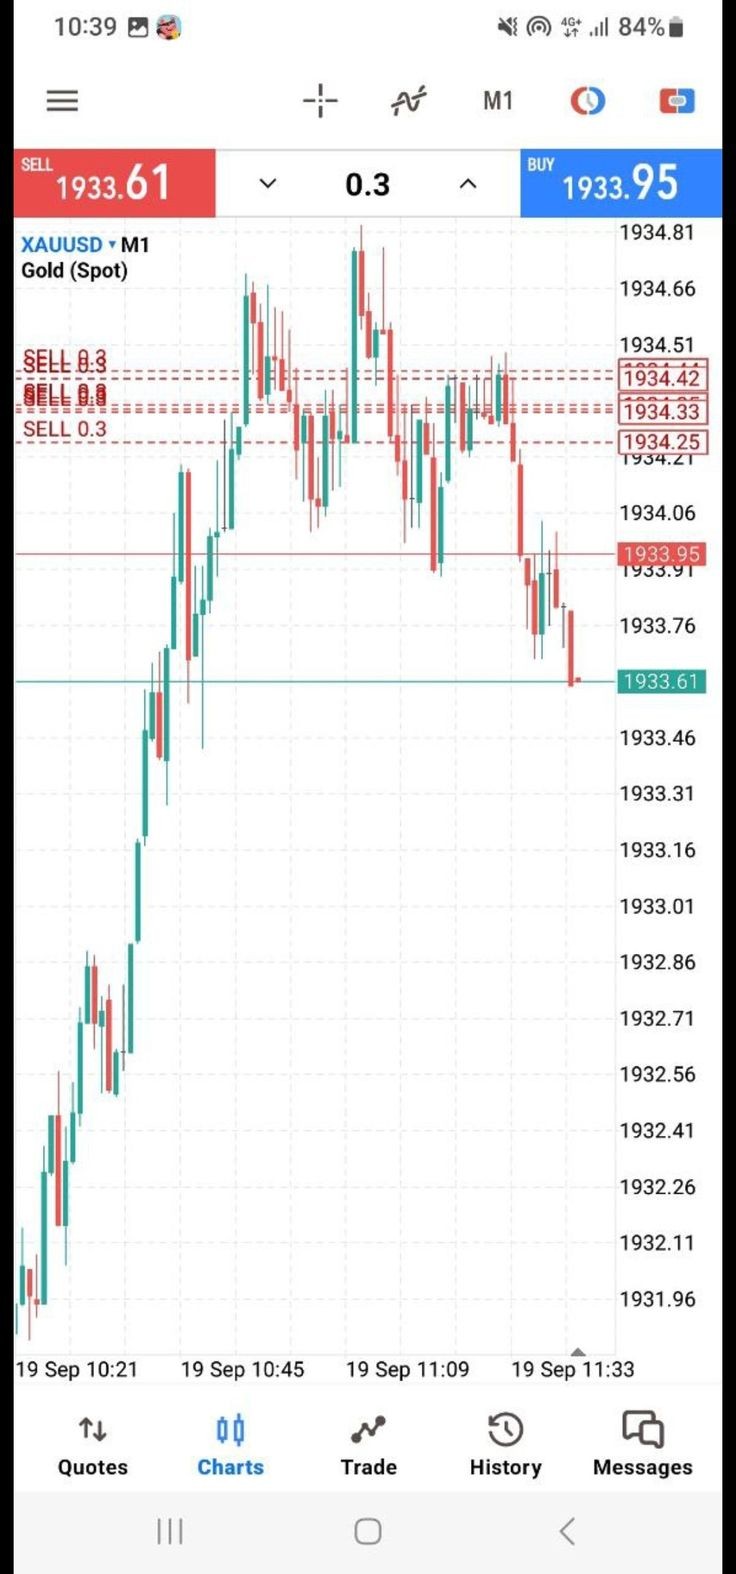 10:39 4G+ 84%
M1
SELL 1933.61
0.3
BUY 1933.95
XAUUSD M1
Gold (Spot)
1934.81
1934.66
1934.51
SELL 0.3
SELL 0.3
1934.42
SELL 0.3
SELL 0.3
1934.33
SELL 0.3
1934.25
1934.21
1934.06
1933.95
1933.91
1933.76
1933.61
1933.46
1933.31
1933.16
1933.01
1932.86
1932.71
1932.56
1932.41
1932.26
1932.11
1931.96
19 Sep 10:21 19 Sep 10:45 19 Sep 11:09 19 Sep 11:33
Quotes Charts Trade History Messages